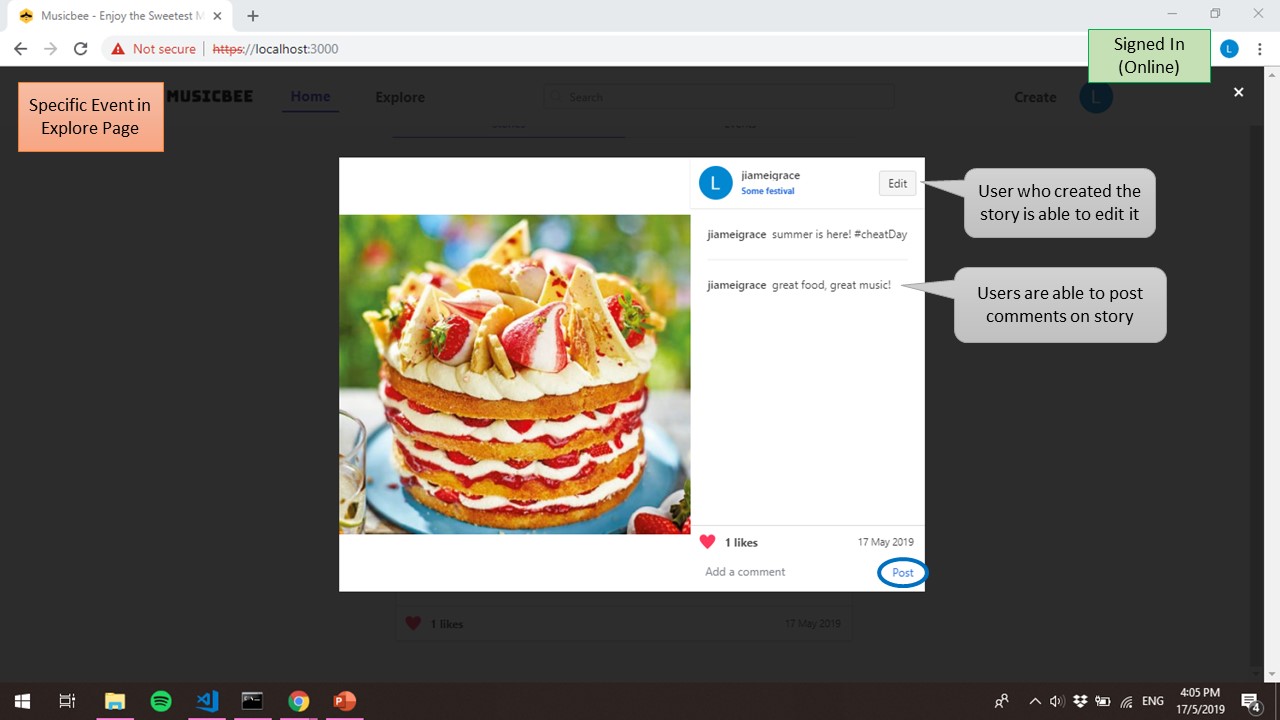 Musicbee - Enjoy the Sweetest M
Not secure
https://localhost:3000
L
Signed In
(Online)
Specific Event in
Explore Page
MUSICBEE
Home
Explore
Search
Create
L
L
jiameigrace
Some festival
Edit
User who created the
story is able to edit it
jiameigrace summer is here! #cheatDay
jiameigrace great food, great music!
Users are able to post
comments on story
1 likes
17 May 2019
Add a comment
Post
1 likes
17 May 2019
ENG
4:05 PM
17/5/2019
4